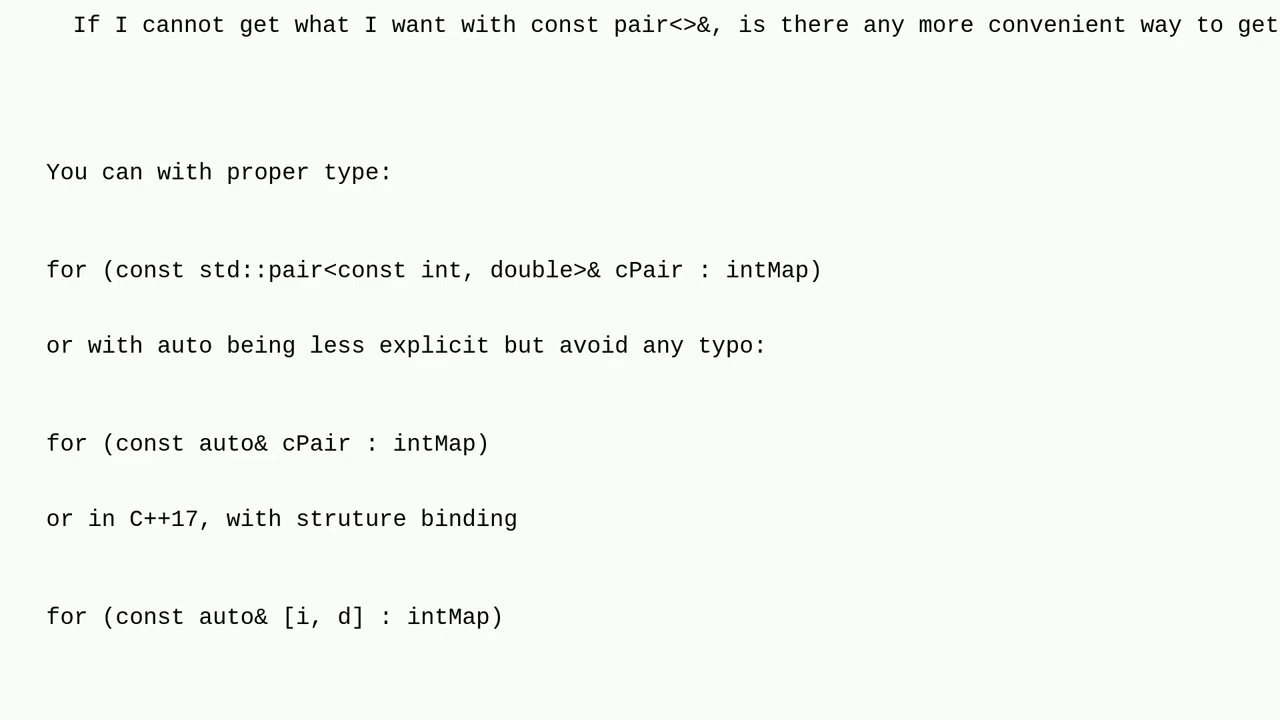 If I cannot get what I want with const pair<>&, is there any more convenient way to get
You can with proper type:
for (const std::pair<const int, double>& cPair : intMap)
or with auto being less explicit but avoid any typo:
for (const auto& cPair : intMap)
or in C++17, with struture binding
for (const auto& [i, d] : intMap)